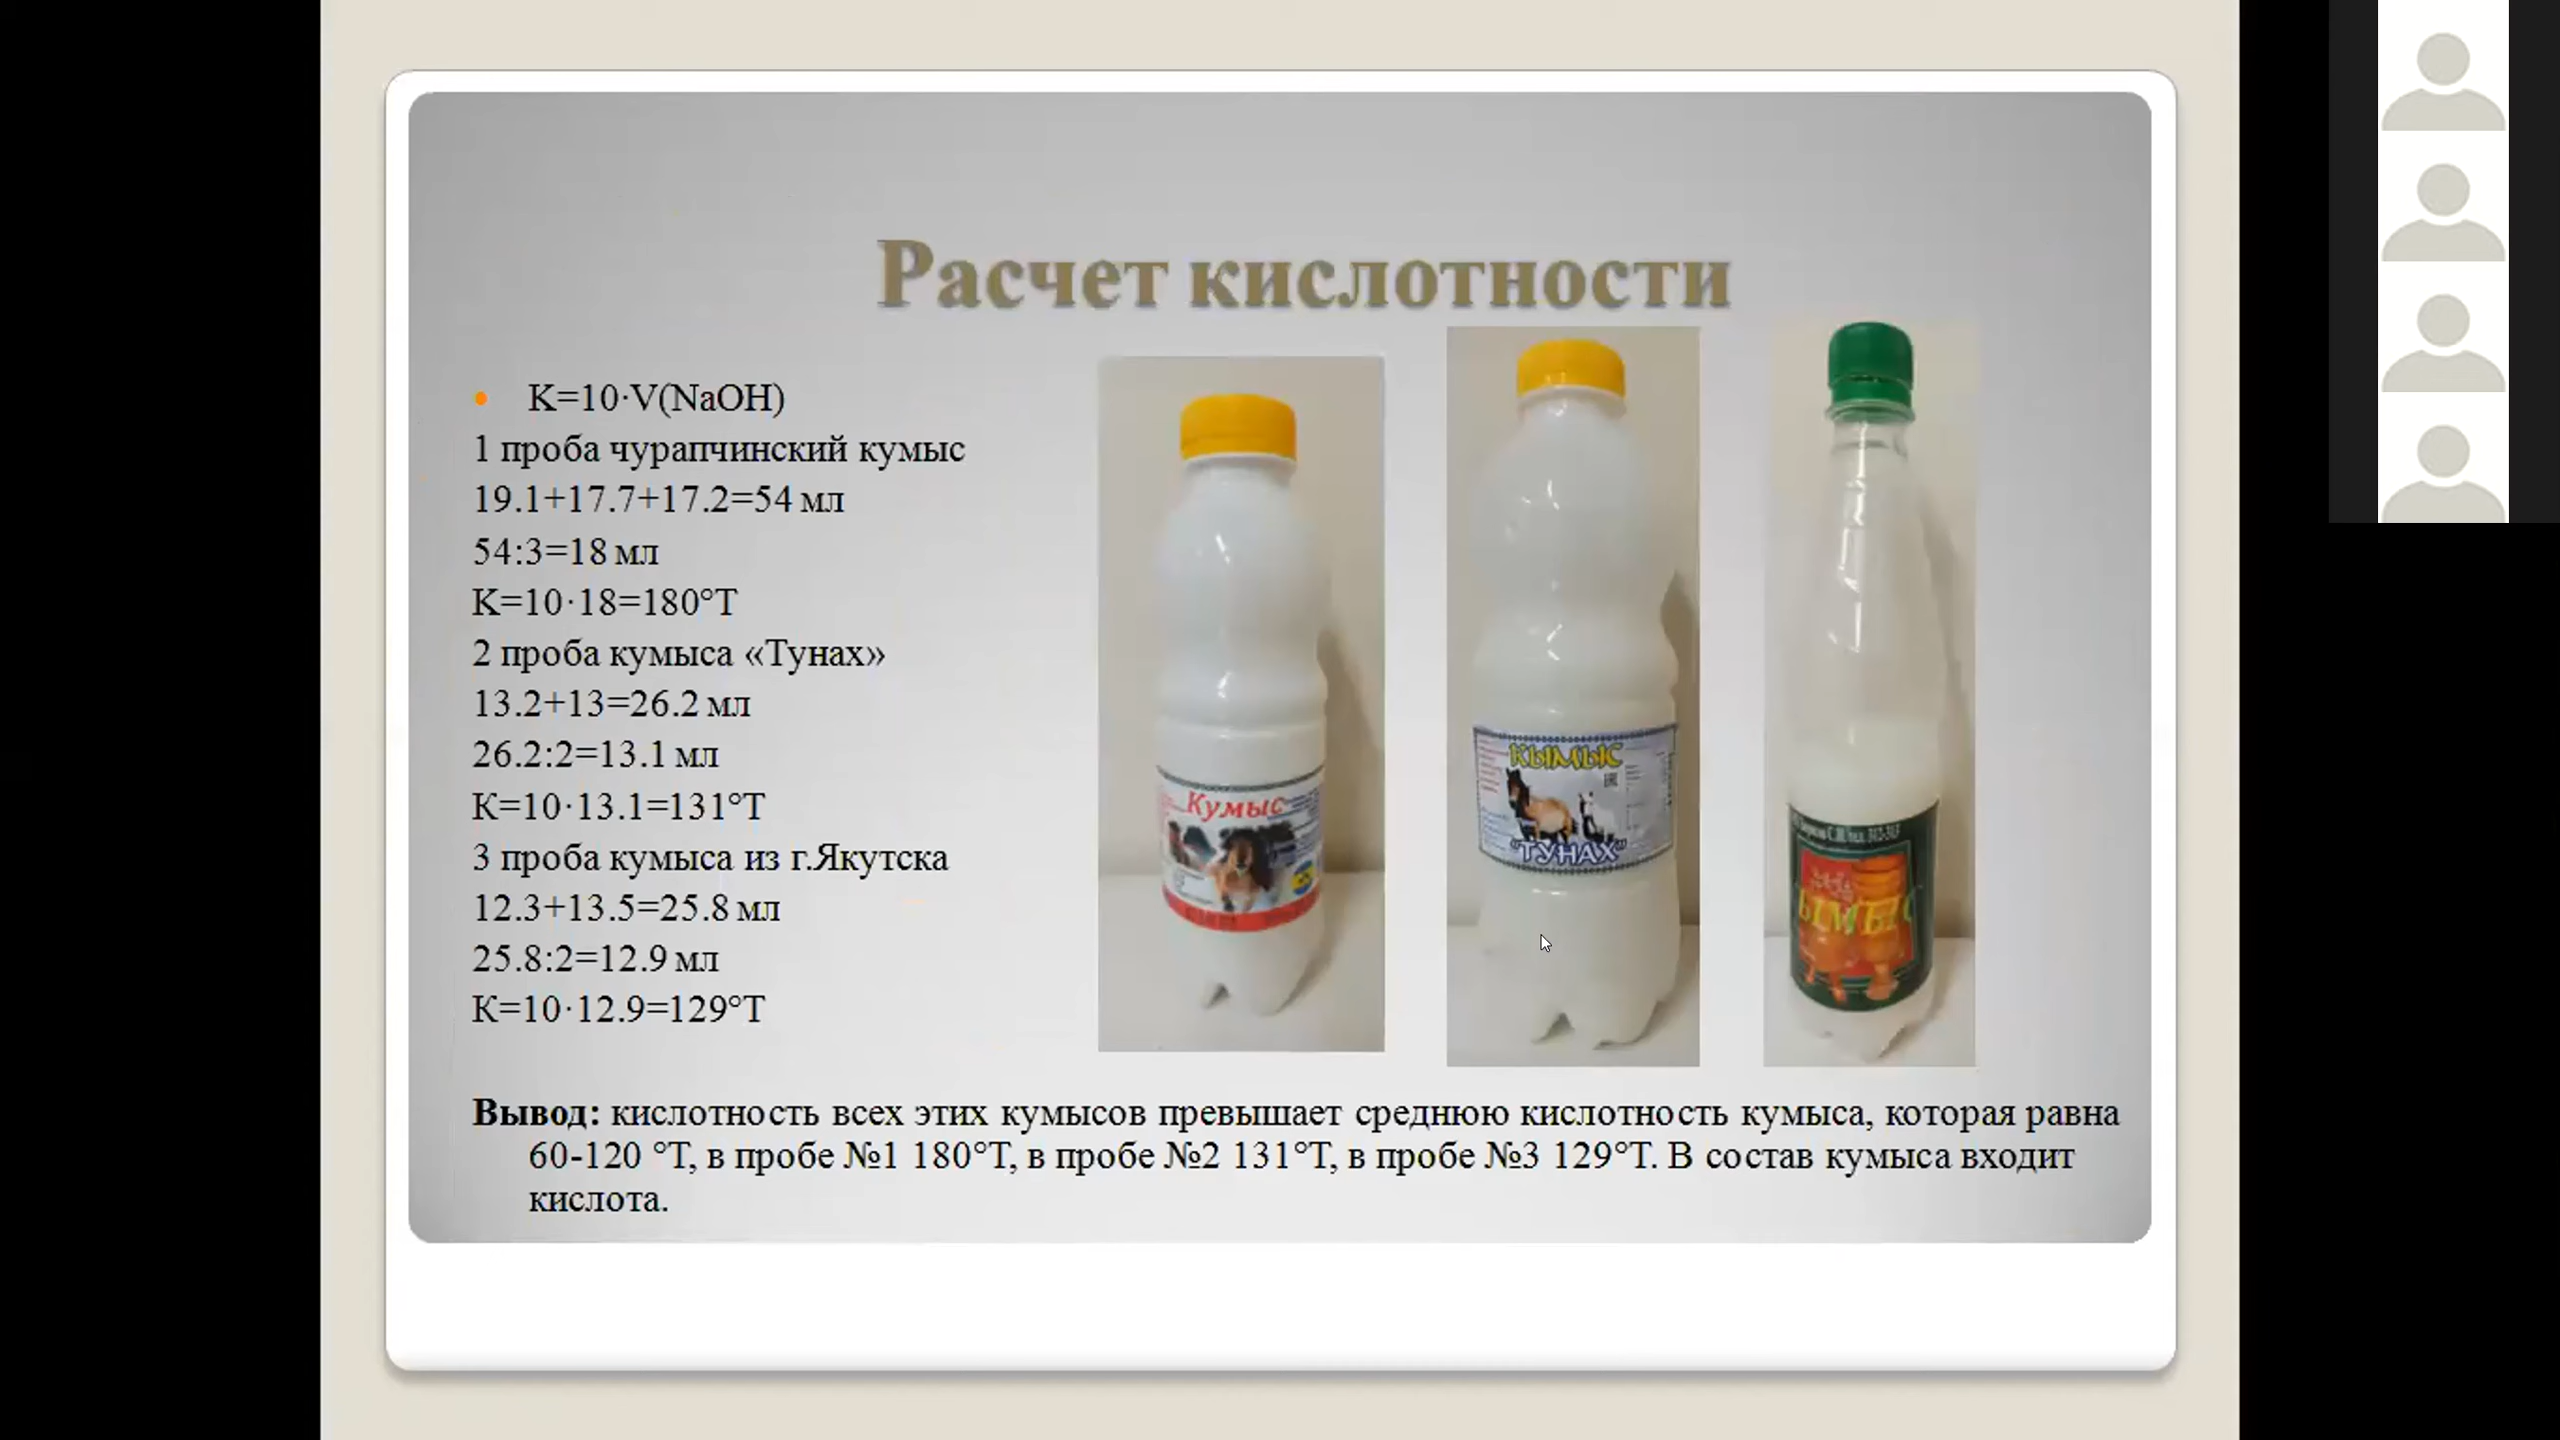 Расчет кислотности
K=10·V(NaOH)
1 проба чурапчинский кумыс
19.1+17.7+17.2=54 мл
54:3=18 мл
K=10·18=180°T
2 проба кумыса «Тунах»
13.2+13=26.2 мл
26.2:2=13.1 мл
K=10·13.1=131°T
3 проба кумыса из г.Якутска
12.3+13.5=25.8 мл
25.8:2=12.9 мл
K=10·12.9=129°T
Кумыс
КЫМЫС
"ТУНАХ"
ЫМЫС
Вывод: кислотность всех этих кумысов превышает среднюю кислотность кумыса, которая равна
60-120 °T, в пробе №1 180°T, в пробе №2 131°T, в пробе №3 129°T. В состав кумыса входит
кислота.